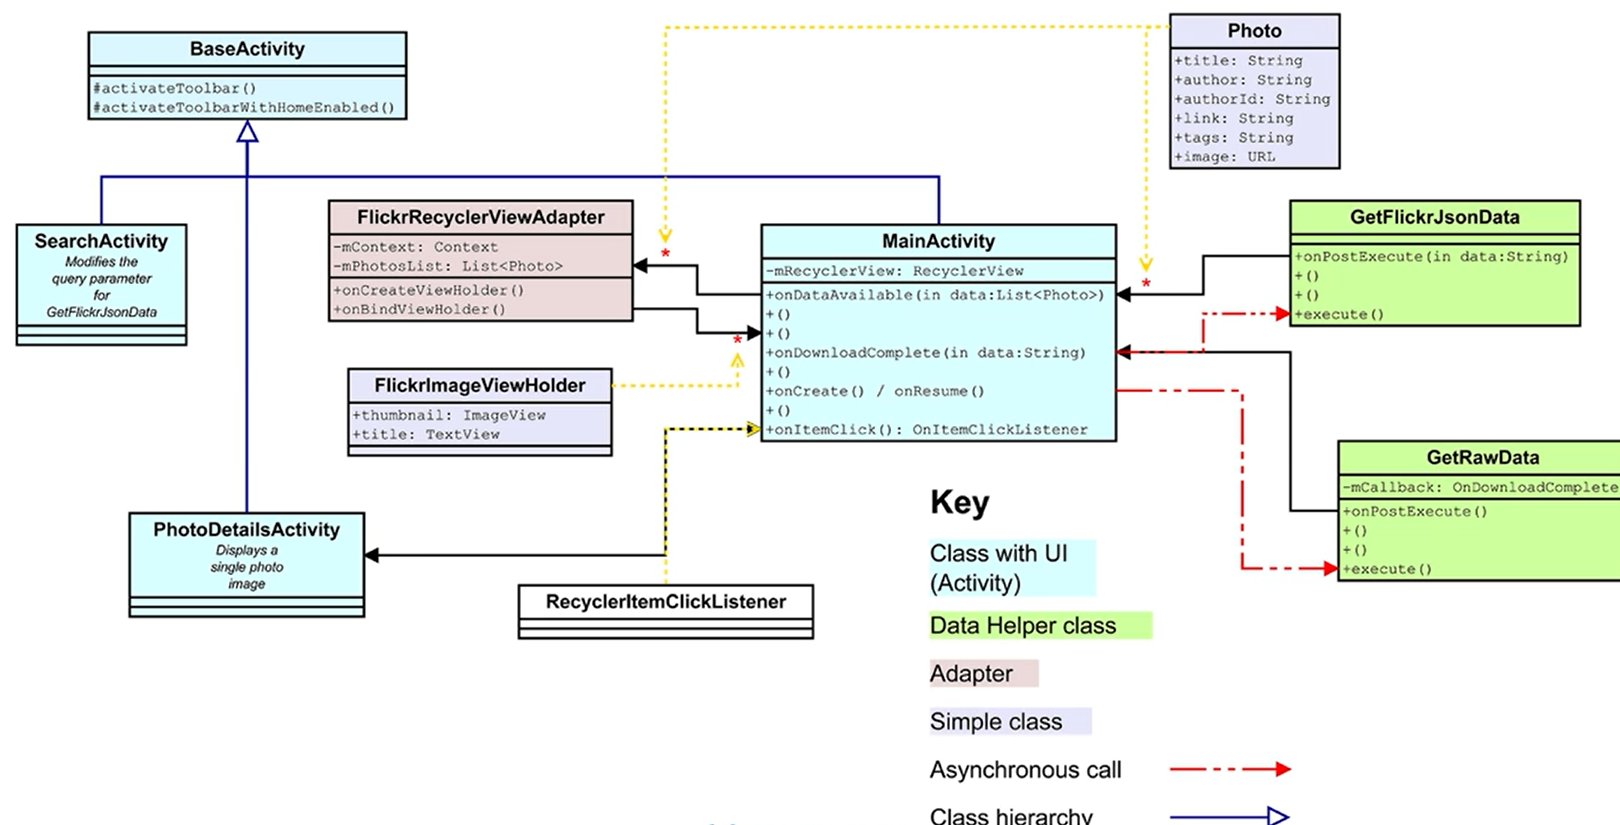 BaseActivity
#activateToolbar()
#activateToolbarWithHomeEnabled()
Photo
+title: String
+author: String
+authorId: String
+link: String
+tags: String
+image: URL
SearchActivity
Modifies the
query parameter
for
GetFlickrJsonData
FlickrRecyclerViewAdapter
-mContext: Context
-mPhotosList: List<Photo>
+onCreateViewHolder()
+onBindViewHolder()
*
*
*
MainActivity
-mRecyclerView: RecyclerView
+onDataAvailable(in data:List<Photo>)
+()
+()
+onDownloadComplete(in data:String)
+()
+onCreate() / onResume()
+()
+onItemClick(): OnItemClickListener
GetFlickrJsonData
+onPostExecute(in data:String)
+()
+()
+execute()
FlickrImageViewHolder
+thumbnail: ImageView
+title: TextView
GetRawData
-mCallback: OnDownloadComplete
+onPostExecute()
+()
+()
+execute()
PhotoDetailsActivity
Displays a
single photo
image
RecyclerItemClickListener
Key
Class with UI
(Activity)
Data Helper class
Adapter
Simple class
Asynchronous call
Class hierarchy